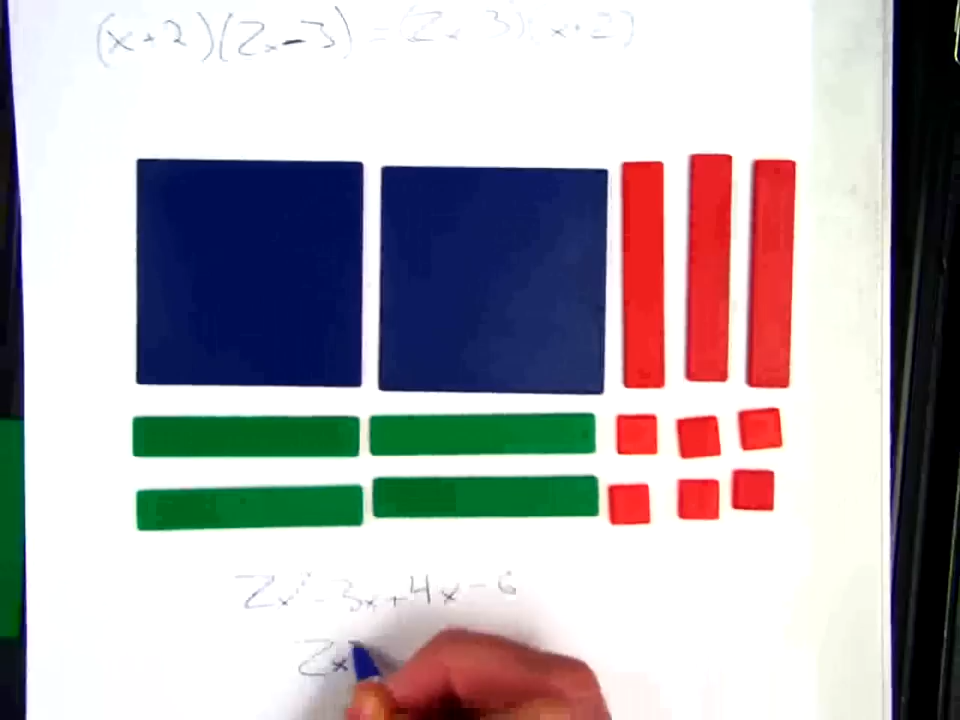 (x+2)(2x-3) = (2x-3)(x+2)
2x² - 3x + 4x - 6
2x